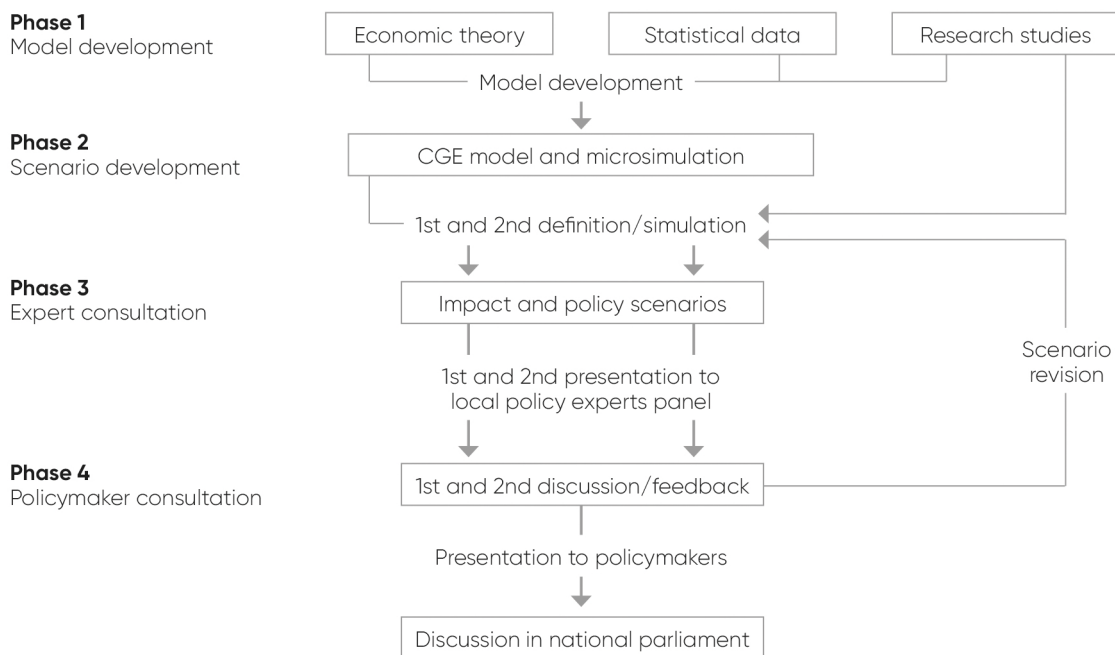 Phase 1
Model development
Economic theory
Statistical data
Research studies
Model development
Phase 2
Scenario development
CGE model and microsimulation
1st and 2nd definition/simulation
Phase 3
Expert consultation
Impact and policy scenarios
1st and 2nd presentation to
local policy experts panel
Scenario
revision
Phase 4
Policymaker consultation
1st and 2nd discussion/feedback
Presentation to policymakers
Discussion in national parliament